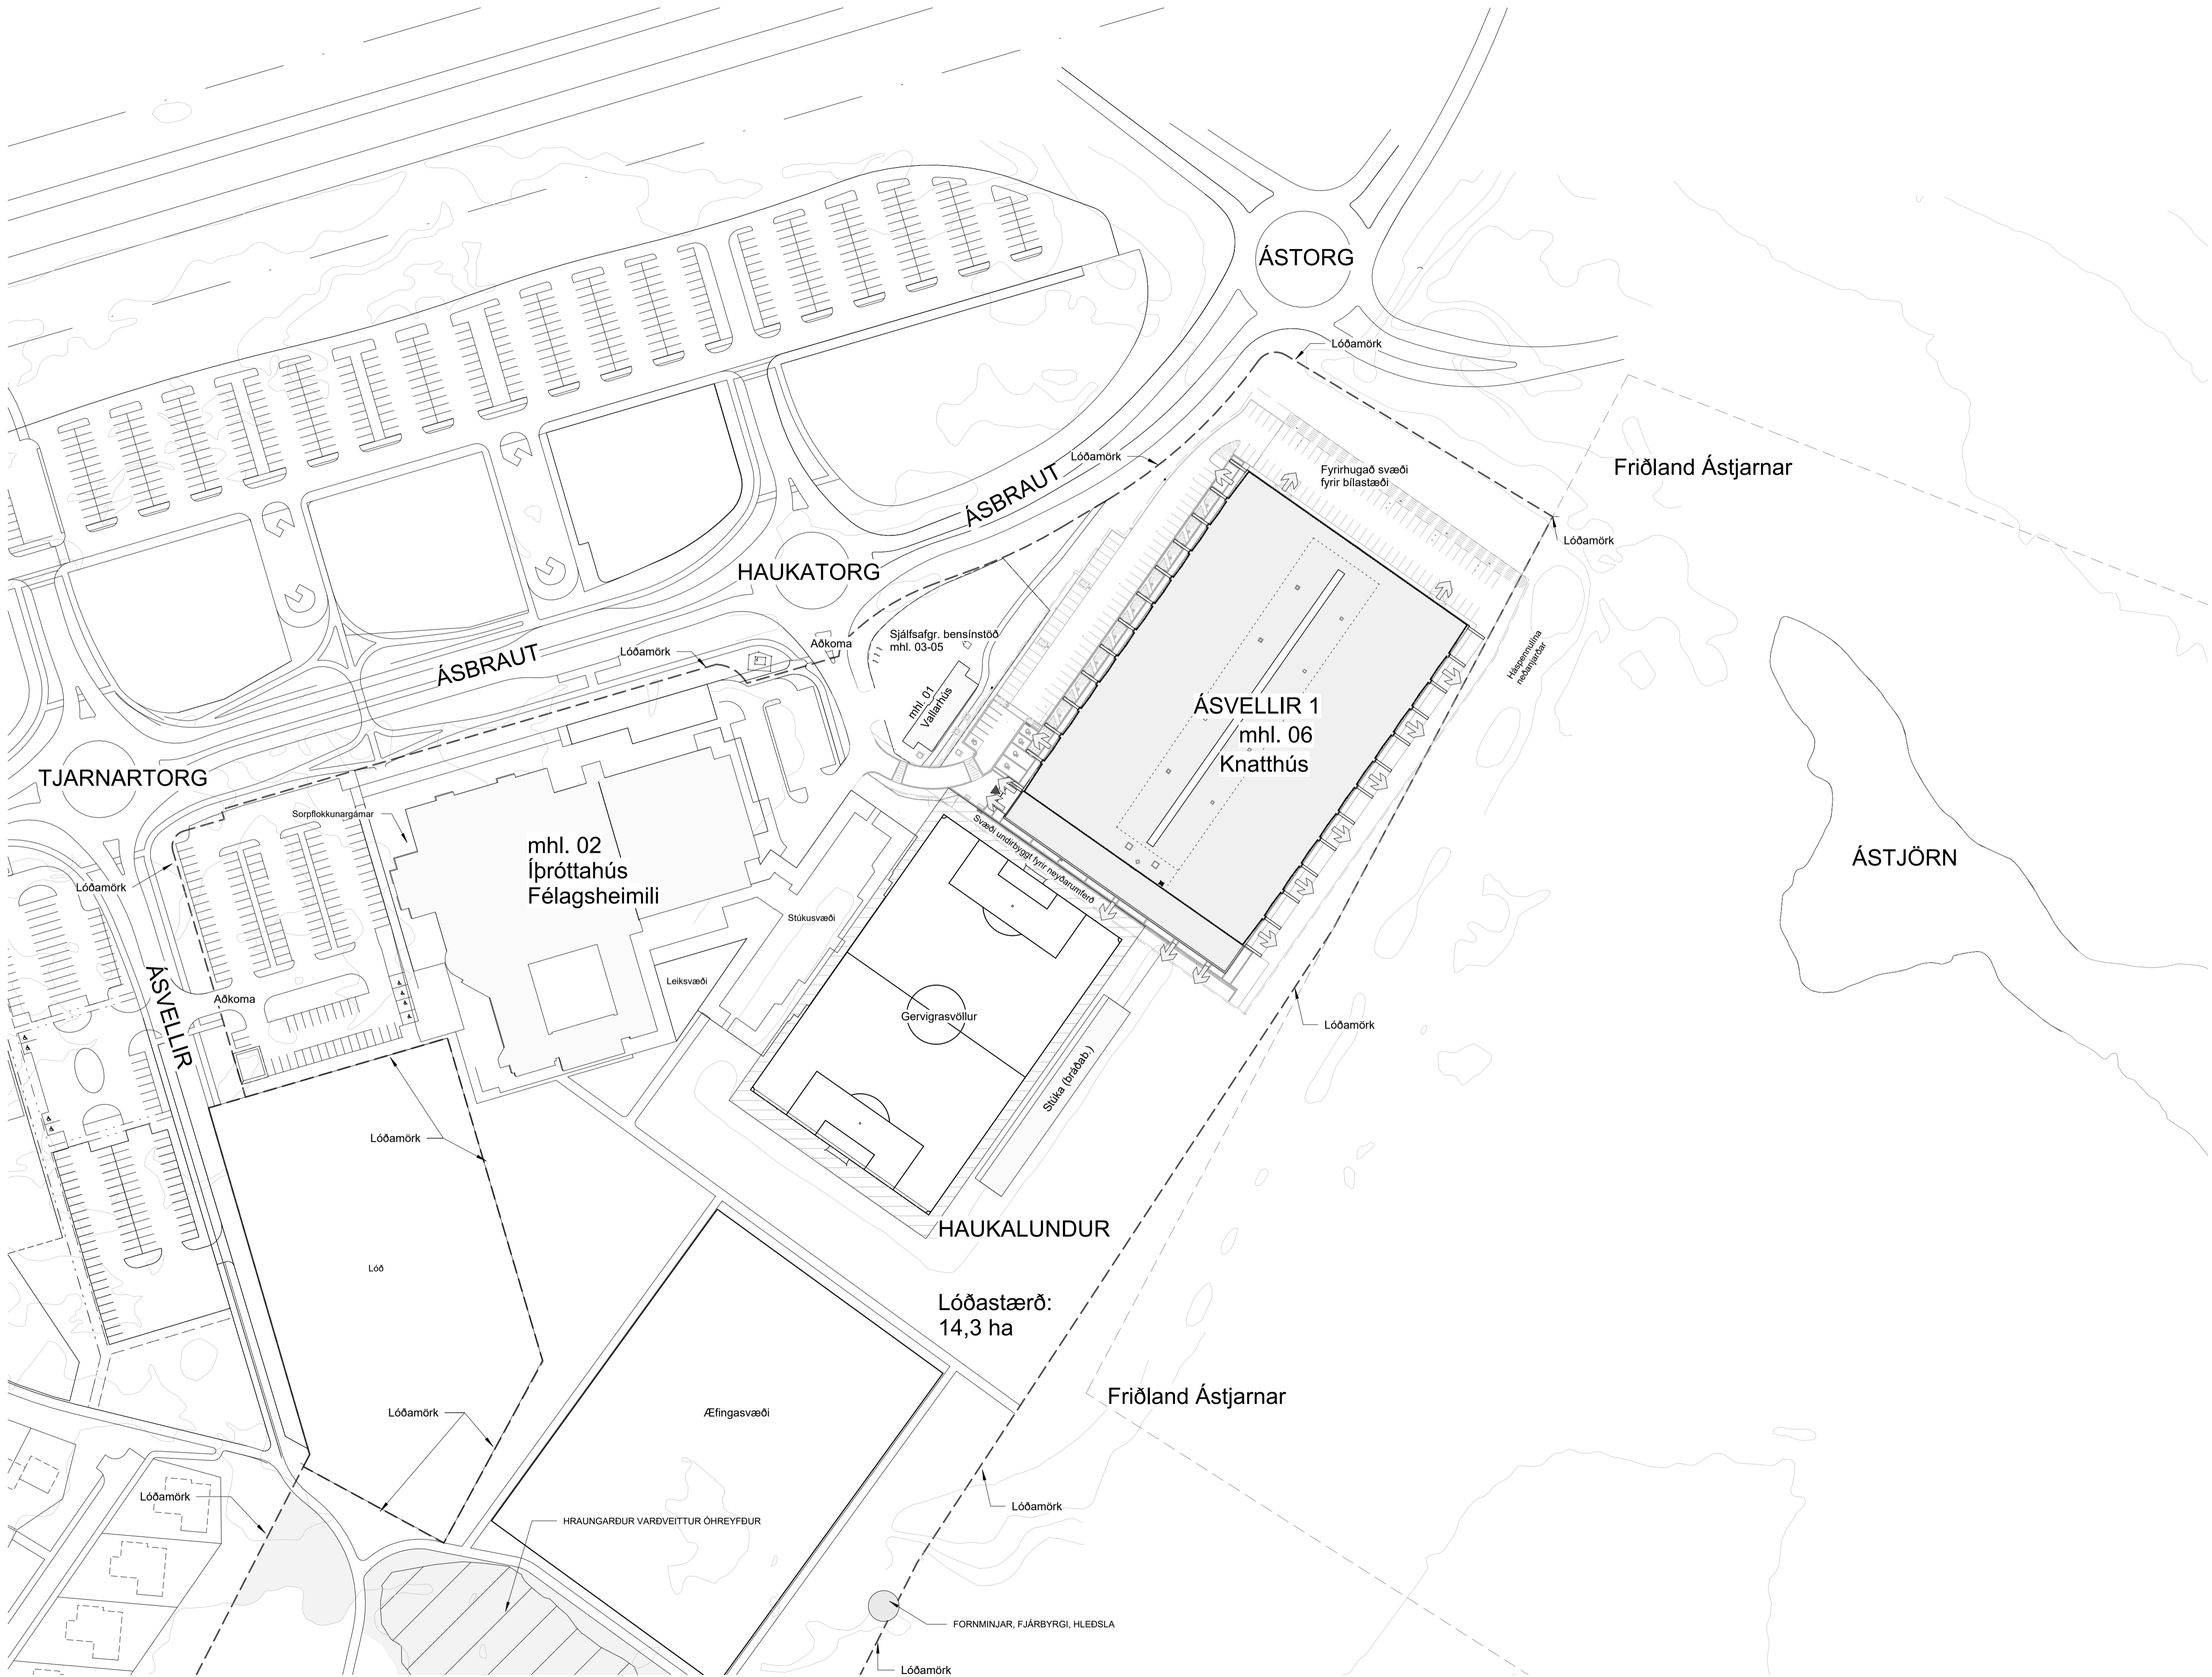 ÁSTORG
Lóðamörk
Lóðamörk
Fyrirhugað svæði
fyrir bílastæði
Friðland Ástjarnar
ÁSBRAUT
Lóðamörk
HAUKATORG
Sjálfsafgr. bensínstöð
mhl. 03-05
Aðkoma
Lóðamörk
ÁSBRAUT
Háspennulína
neðanjarðar
mhl. 01
Vallarhús
ÁSVELLIR 1
mhl. 06
Knatthús
TJARNARTORG
Sorpflokkunargámar
Svæði undirbyggt fyrir neyðarumferð
mhl. 02
Íþróttahús
Félagsheimili
ÁSTJÖRN
Lóðamörk
Stúkusvæði
Leiksvæði
ÁSVELLIR
Aðkoma
Gervigrasvöllur
Lóðamörk
Stúka (bráðab.)
Lóðamörk
HAUKALUNDUR
Lóð
Lóðastærð:
14,3 ha
Friðland Ástjarnar
Lóðamörk
Æfingasvæði
Lóðamörk
Lóðamörk
HRAUNGARÐUR VARÐVEITTUR ÓHREYFÐUR
FORNMINJAR, FJÁRBYRGI, HLEÐSLA
Lóðamörk